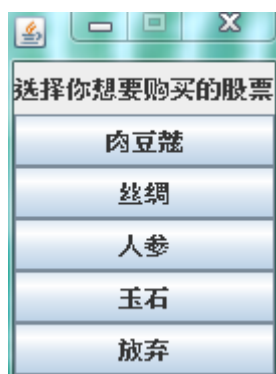 选择你想要购买的股票
肉豆蔻
丝绸
人参
玉石
放弃